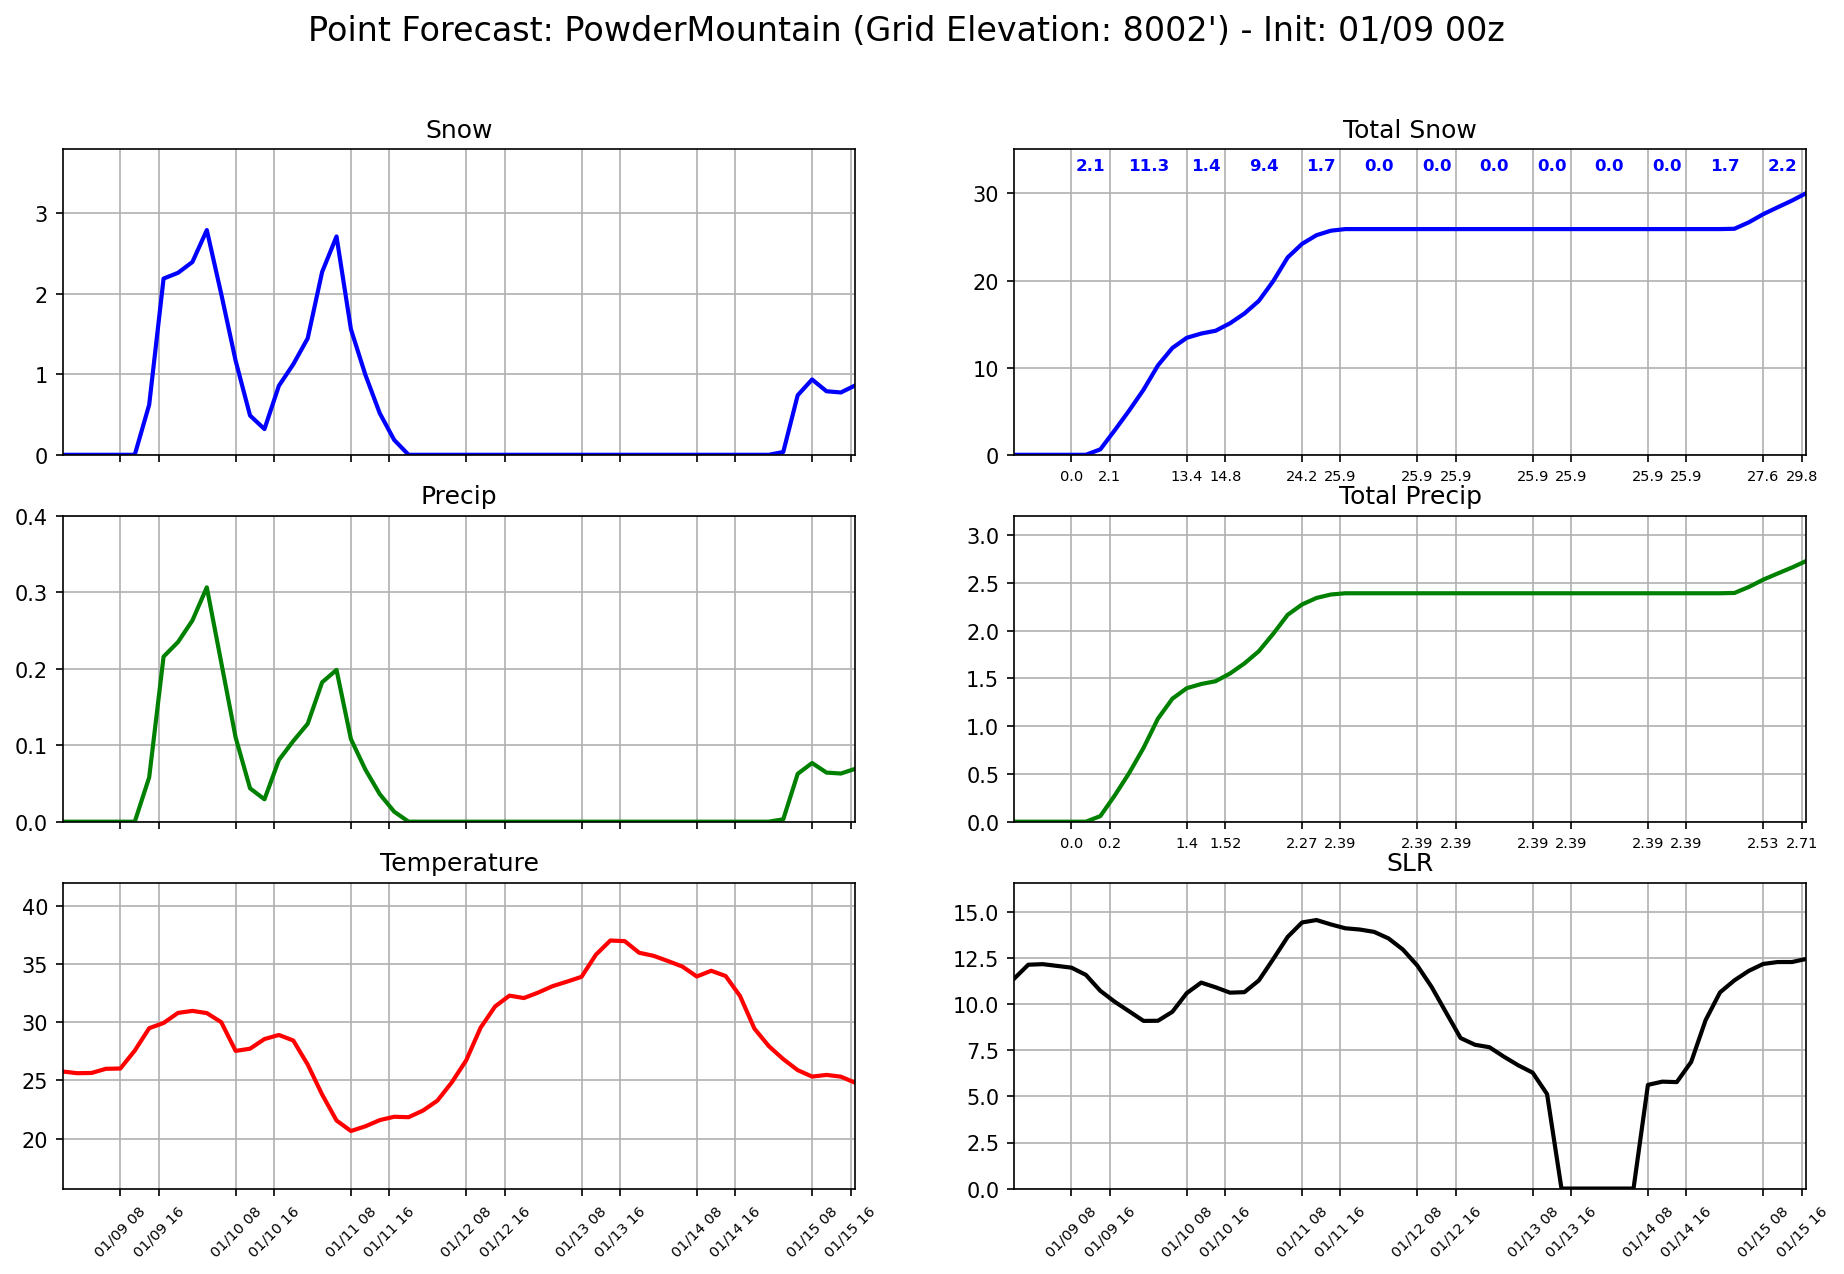 Point Forecast: PowderMountain (Grid Elevation: 8002') - Init: 01/09 00z
Snow
3
2
1
0
Total Snow
2.1 11.3 1.4 9.4 1.7 0.0 0.0 0.0 0.0 0.0 0.0 1.7 2.2
30
20
10
0
0.0 2.1 13.4 14.8 24.2 25.9 25.9 25.9 25.9 25.9 25.9 25.9 27.6 29.8
Precip
0.4
0.3
0.2
0.1
0.0
Total Precip
3.0
2.5
2.0
1.5
1.0
0.5
0.0
0.0 0.2 1.4 1.52 2.27 2.39 2.39 2.39 2.39 2.39 2.39 2.39 2.53 2.71
Temperature
40
35
30
25
20
01/09 08 01/09 16 01/10 08 01/10 16 01/11 08 01/11 16 01/12 08 01/12 16 01/13 08 01/13 16 01/14 08 01/14 16 01/15 08 01/15 16
SLR
15.0
12.5
10.0
7.5
5.0
2.5
0.0
01/09 08 01/09 16 01/10 08 01/10 16 01/11 08 01/11 16 01/12 08 01/12 16 01/13 08 01/13 16 01/14 08 01/14 16 01/15 08 01/15 16